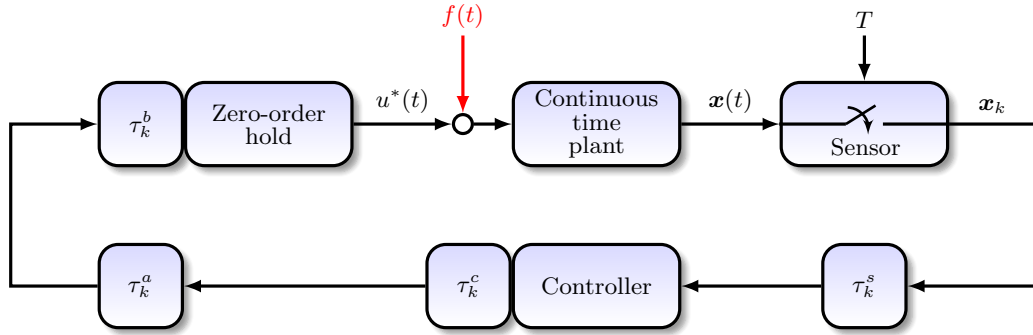 f(t)
T
τ_k^b
Zero-order
hold
u*(t)
Continuous
time
plant
x(t)
Sensor
x_k
τ_k^a
τ_k^c
Controller
τ_k^s